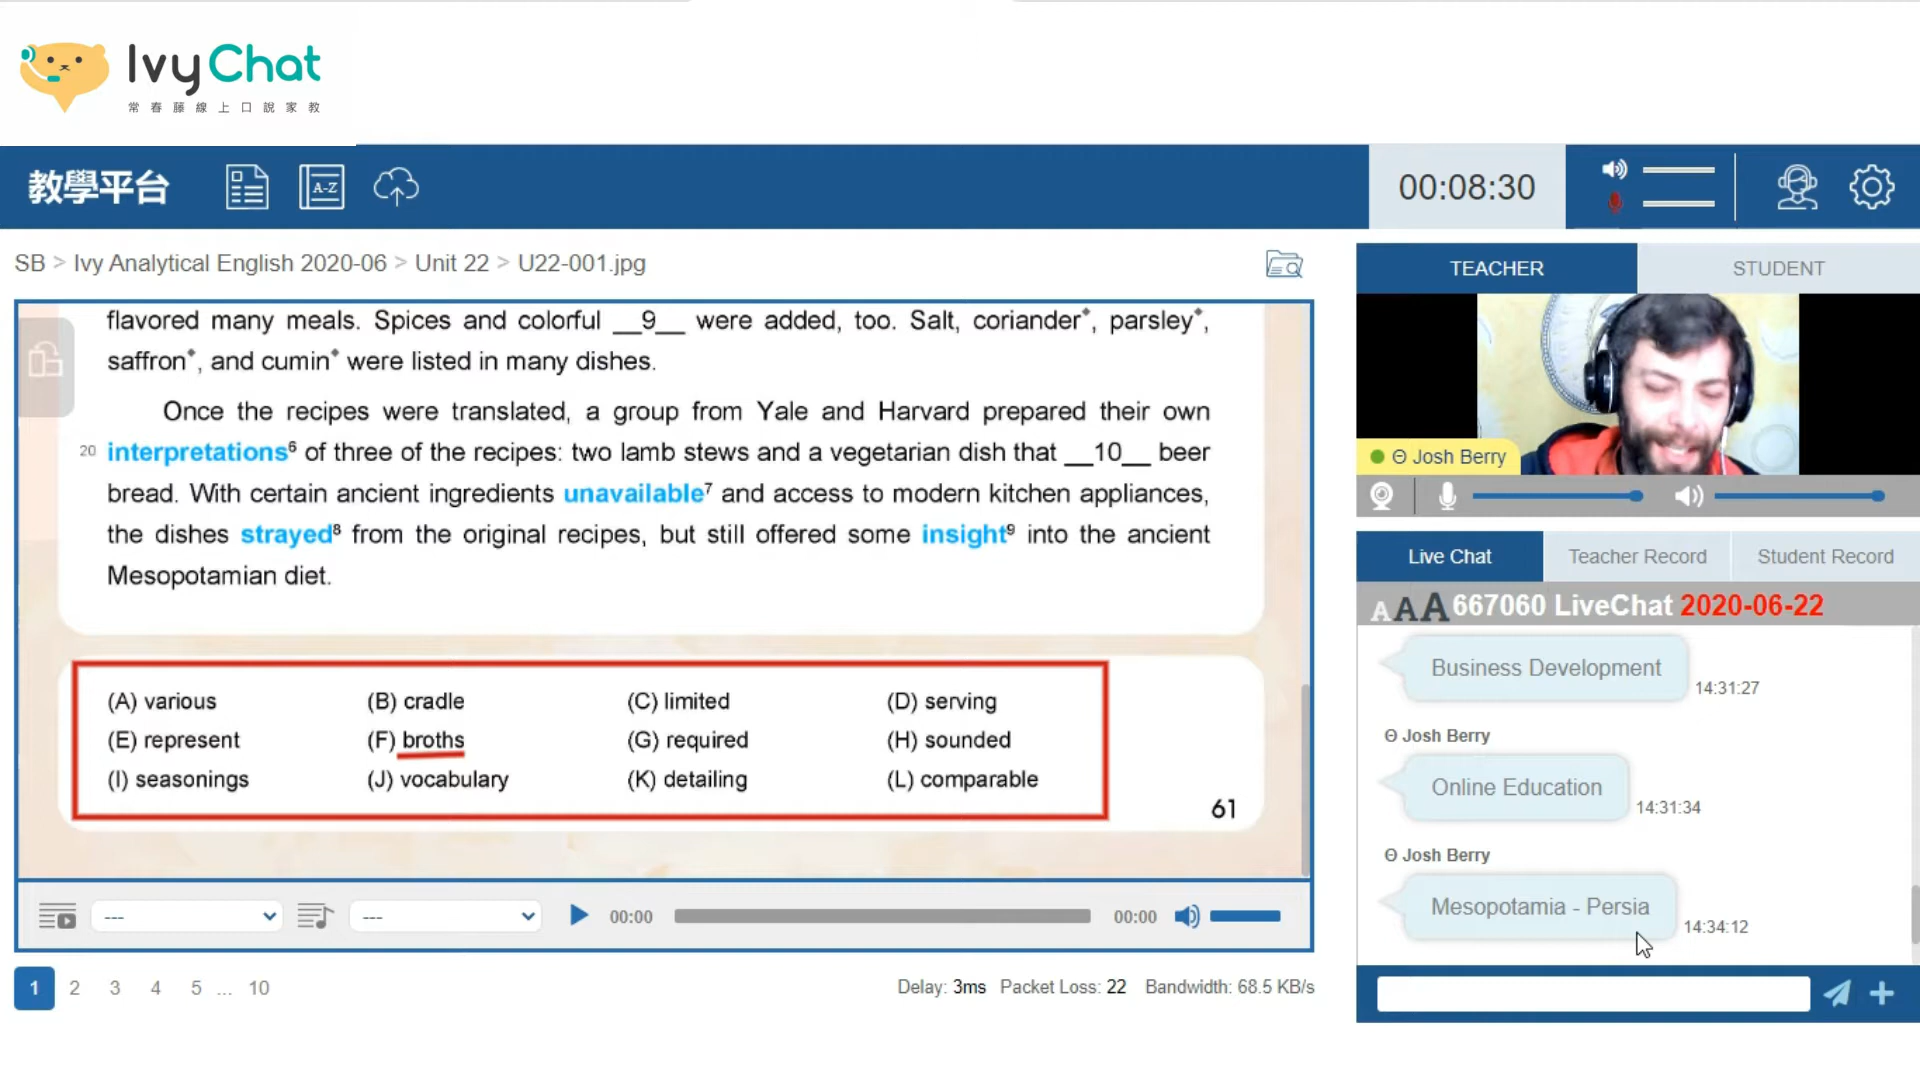 IvyChat
常春藤線上口說家教
教學平台
A-Z
00:08:30
SB > Ivy Analytical English 2020-06 > Unit 22 > U22-001.jpg
TEACHER
STUDENT
flavored many meals. Spices and colorful __9__ were added, too. Salt, coriander*, parsley*,
saffron*, and cumin* were listed in many dishes.
Once the recipes were translated, a group from Yale and Harvard prepared their own
20 interpretations⁶ of three of the recipes: two lamb stews and a vegetarian dish that __10__ beer
bread. With certain ancient ingredients unavailable⁷ and access to modern kitchen appliances,
the dishes strayed⁸ from the original recipes, but still offered some insight⁹ into the ancient
Mesopotamian diet.
(A) various (B) cradle (C) limited (D) serving
(E) represent (F) broths (G) required (H) sounded
(I) seasonings (J) vocabulary (K) detailing (L) comparable
61
--- --- 00:00 00:00
1 2 3 4 5 ... 10
Delay: 3ms Packet Loss: 22 Bandwidth: 68.5 KB/s
Θ Josh Berry
Live Chat Teacher Record Student Record
AAA 667060 LiveChat 2020-06-22
Business Development 14:31:27
Θ Josh Berry
Online Education 14:31:34
Θ Josh Berry
Mesopotamia - Persia 14:34:12